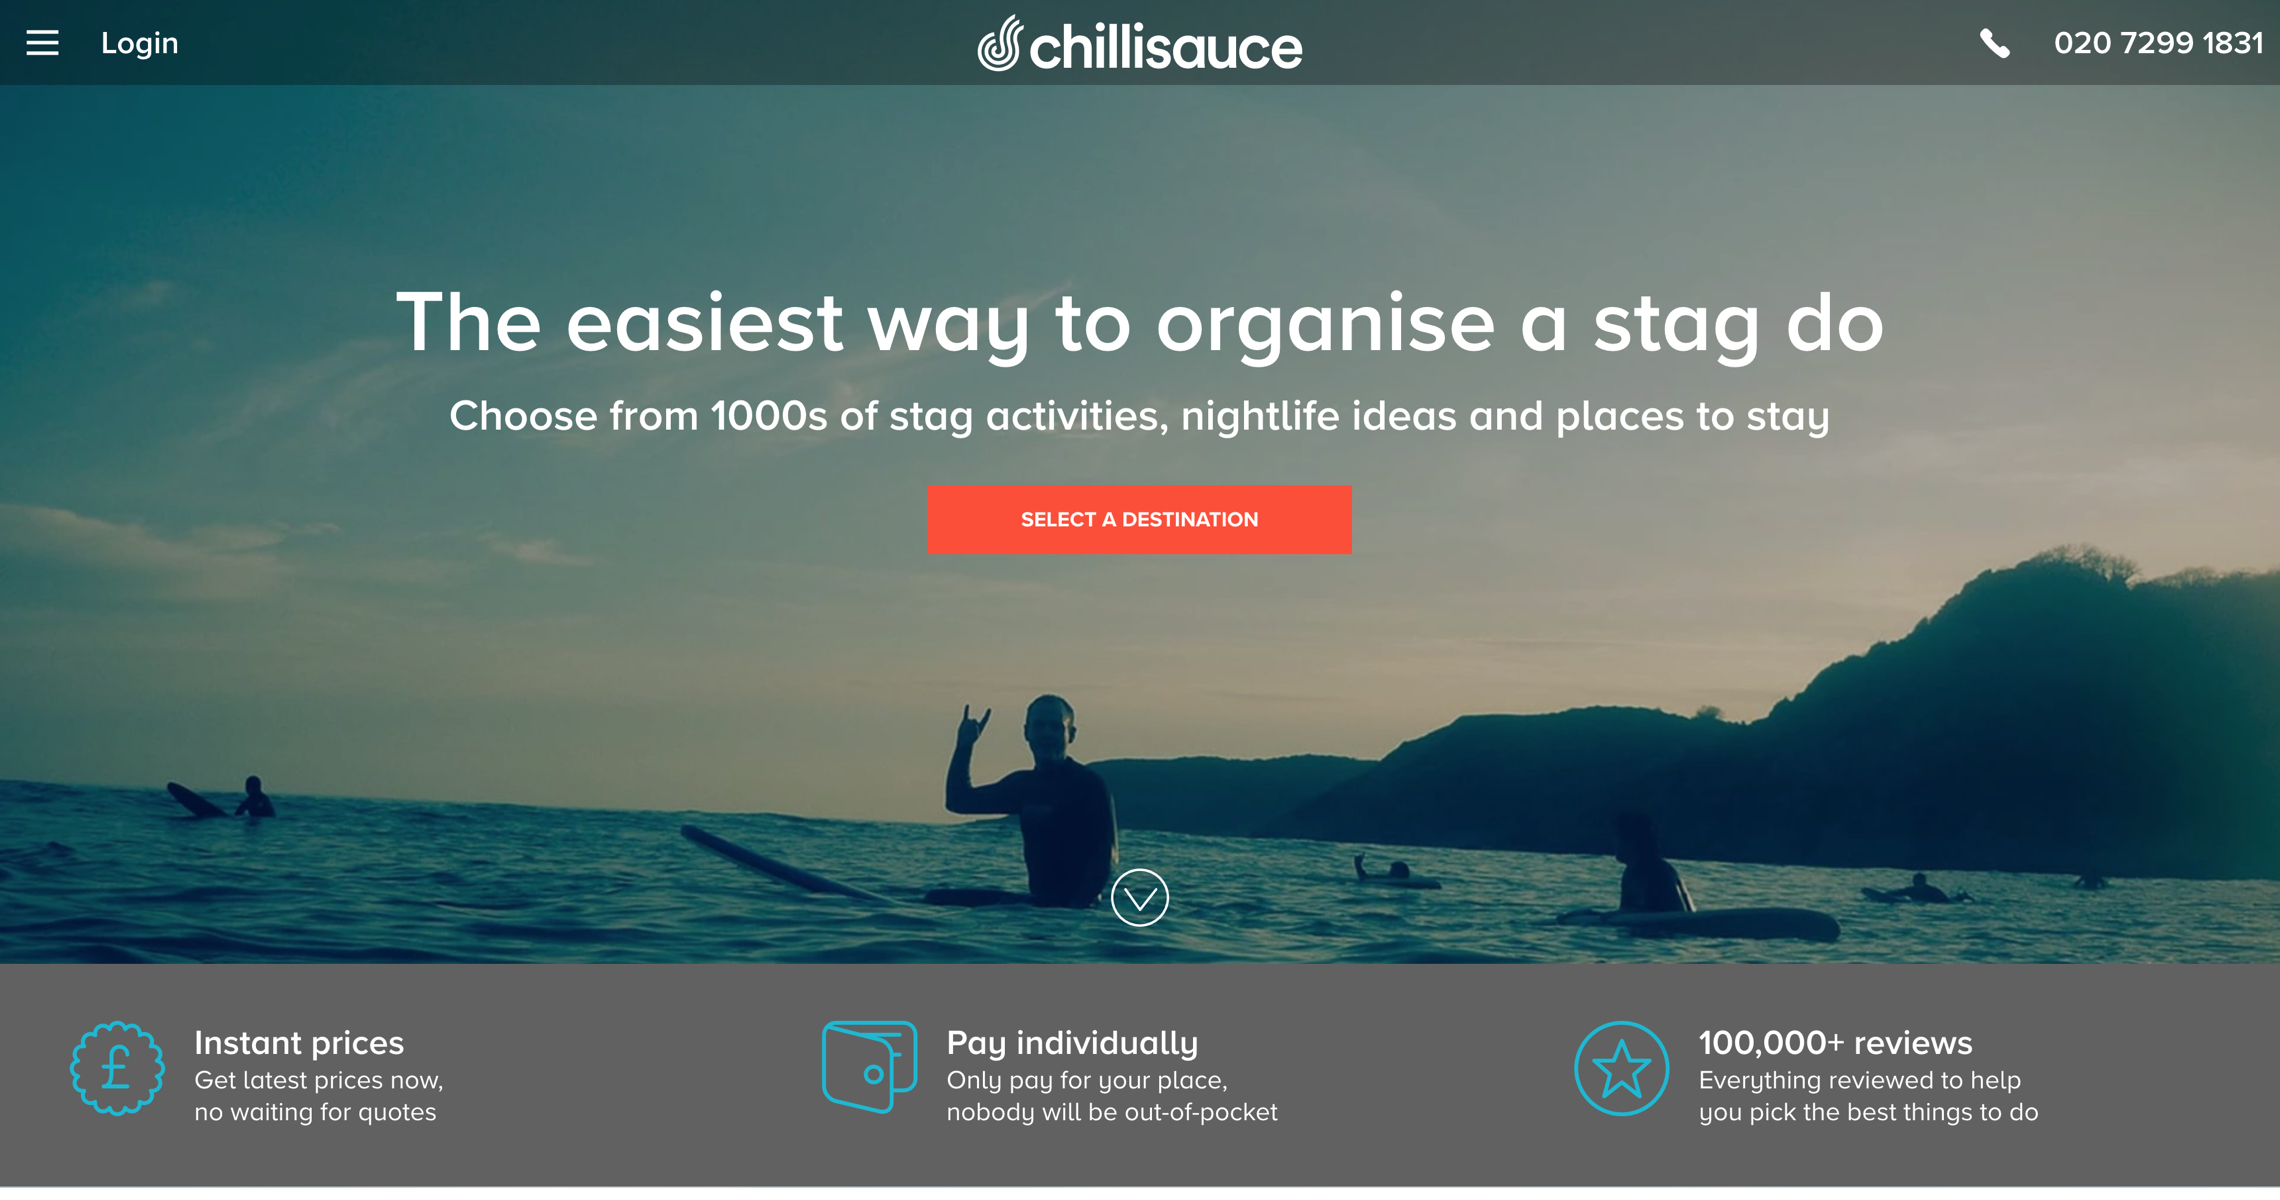 Login
chillisauce
020 7299 1831
The easiest way to organise a stag do
Choose from 1000s of stag activities, nightlife ideas and places to stay
SELECT A DESTINATION
£
Instant prices
Get latest prices now,
no waiting for quotes
Pay individually
Only pay for your place,
nobody will be out-of-pocket
100,000+ reviews
Everything reviewed to help
you pick the best things to do